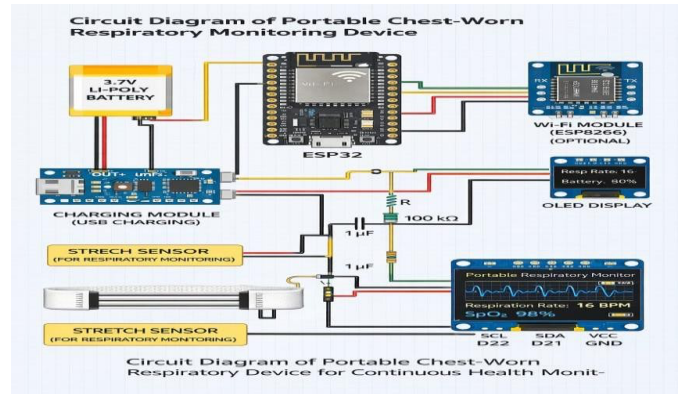 Circuit Diagram of Portable Chest-Worn
Respiratory Monitoring Device
3.7V
LI-POLY
BATTERY
ESP32
RX
TX
Wi-Fi MODULE
(ESP8266)
(OPTIONAL)
OUT+
CHARGING MODULE
(USB CHARGING)
Resp Rate: 16
Battery. 90%
OLED DISPLAY
R
100 kΩ
1 µF
1 µF
STRECH SENSOR
(FOR RESPIRATORY MONITORING)
Portable Respiratory Monitor
Respiration Rate: 16 BPM
SpO₂ 98%
STRETCH SENSOR
(FOR RESPIRATORY MONITORING)
SCL SDA VCC
D22 D21 GND
Circuit Diagram of Portable Chest-Worn
Respiratory Device for Continuous Health Monit-